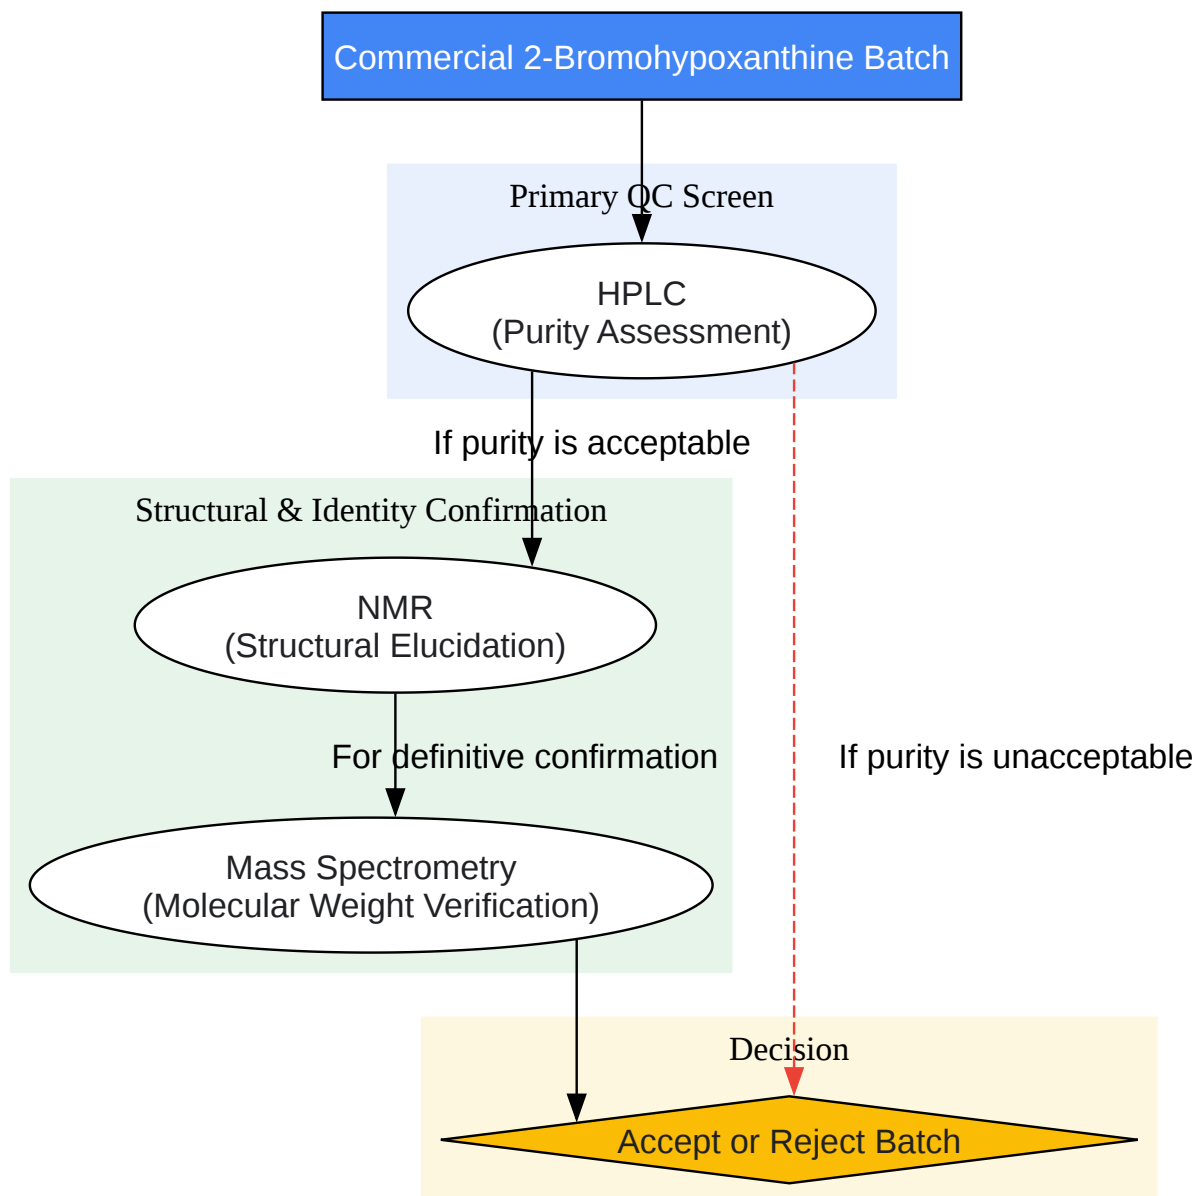 Commercial 2-Bromohypoxanthine Batch
Primary QC Screen
HPLC
(Purity Assessment)
If purity is acceptable
Structural & Identity Confirmation
NMR
(Structural Elucidation)
For definitive confirmation
If purity is unacceptable
Mass Spectrometry
(Molecular Weight Verification)
Decision
Accept or Reject Batch